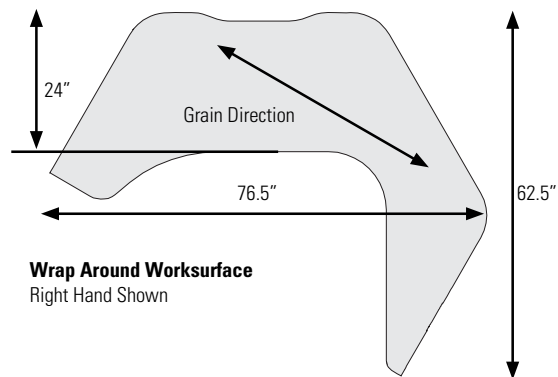 24”
Grain Direction
76.5”
62.5”
Wrap Around Worksurface
Right Hand Shown